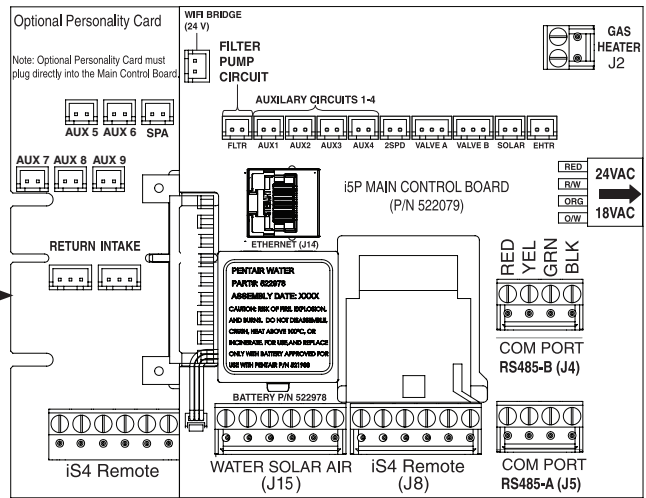 Optional Personality Card
Note: Optional Personality Card must
plug directly into the Main Control Board.
AUX 5 AUX 6 SPA
AUX 7 AUX 8 AUX 9
RETURN INTAKE
iS4 Remote
WIFI BRIDGE
(24 V)
FILTER
PUMP
CIRCUIT
AUXILARY CIRCUITS 1-4
FLTR AUX1 AUX2 AUX3 AUX4 2SPD VALVE A VALVE B SOLAR EHTR
GAS
HEATER
J2
i5P MAIN CONTROL BOARD
(P/N 522079)
RED
R/W
ORG
O/W
24VAC
18VAC
ETHERNET (J14)
PENTAIR WATER
PART#: 522978
ASSEMBLY DATE: XXXX
CAUTION: RISK OF FIRE, EXPLOSION,
AND BURNS. DO NOT DISASSEMBLE,
CRUSH, HEAT ABOVE 100°C, OR
INCINERATE. FOR USE,AND REPLACE
ONLY WITH BATTERY APPROVED FOR
USE WITH PENTAIR P/N 521983
BATTERY P/N 522978
RED YEL GRN BLK
COM PORT
RS485-B (J4)
WATER SOLAR AIR
(J15)
iS4 Remote
(J8)
COM PORT
RS485-A (J5)